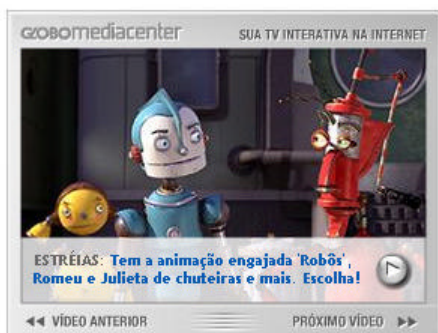 GLOBOmediacenter SUA TV INTERATIVA NA INTERNET
ESTRÉIAS: Tem a animação engajada 'Robôs',
Romeu e Julieta de chuteiras e mais. Escolha!
VÍDEO ANTERIOR PRÓXIMO VÍDEO